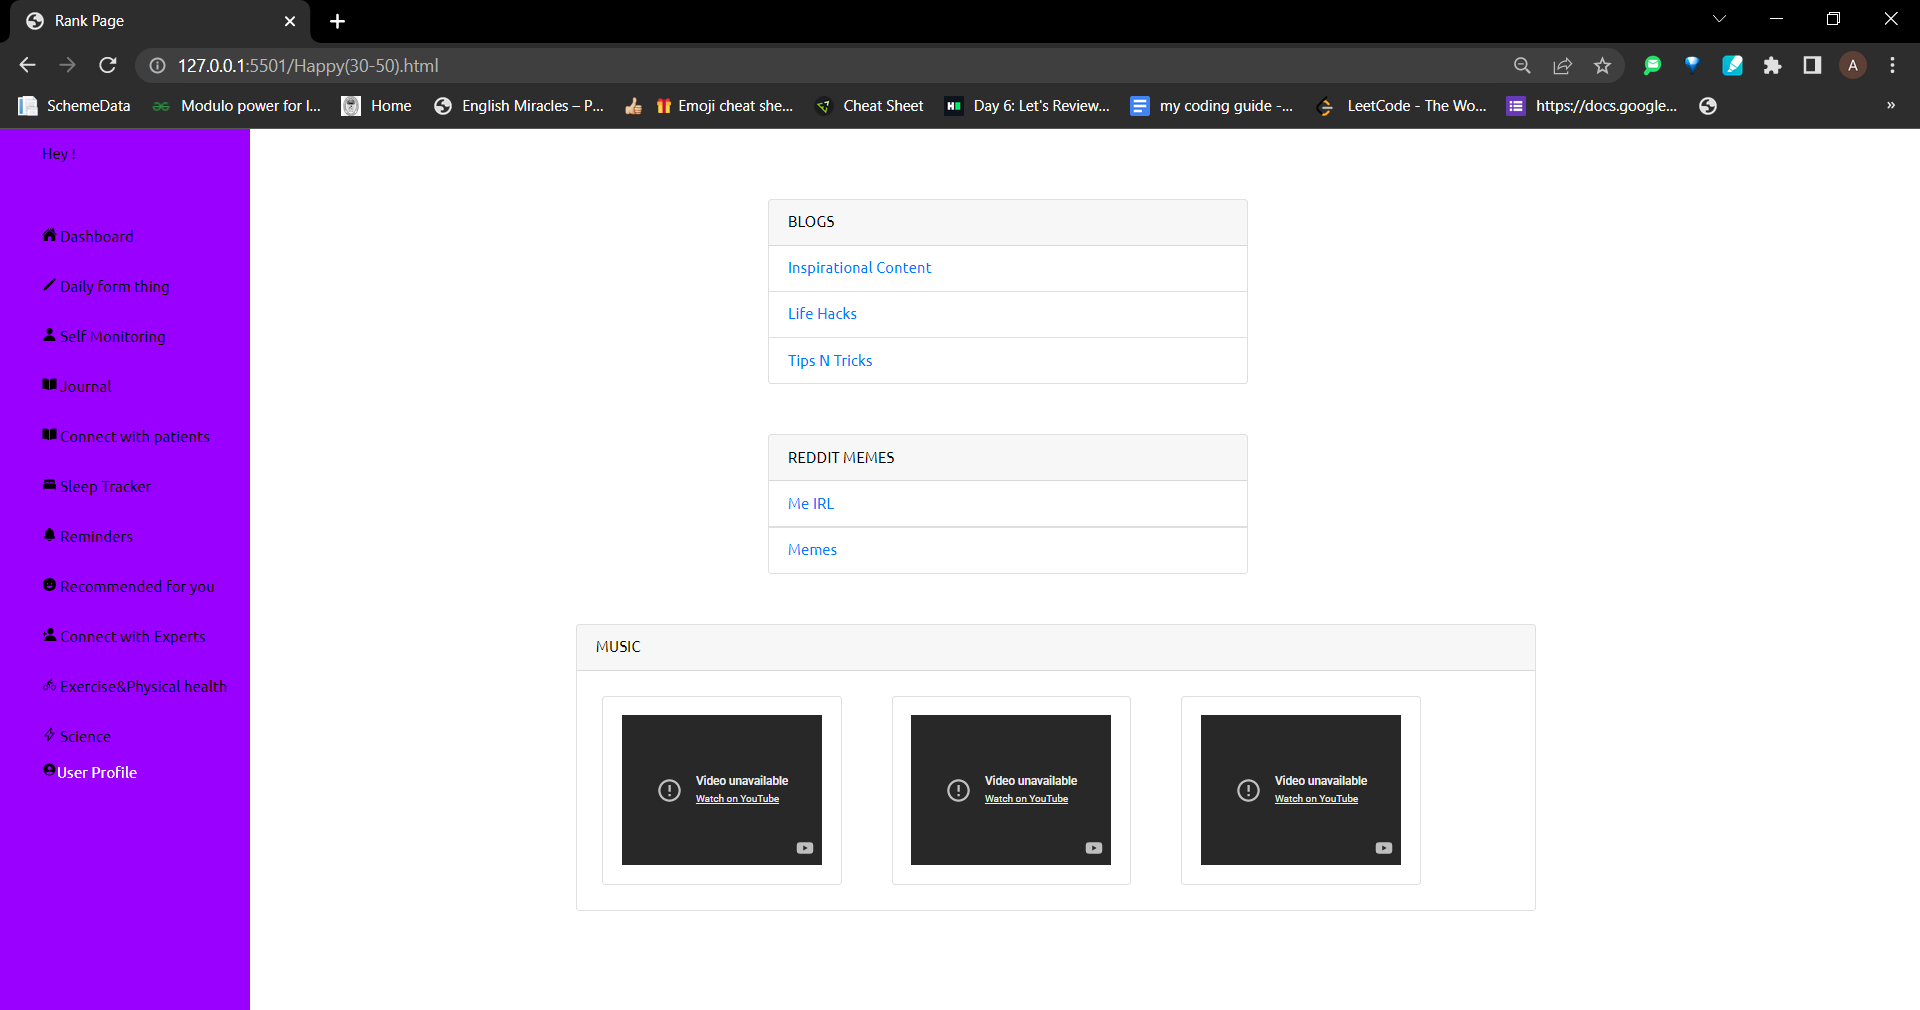 Rank Page
127.0.0.1:5501/Happy(30-50).html
A
SchemeData
Modulo power for I...
Home
English Miracles – P...
Emoji cheat she...
Cheat Sheet
Day 6: Let's Review...
my coding guide -...
LeetCode - The Wo...
https://docs.google...
»
Hey !
Dashboard
Daily form thing
Self Monitoring
Journal
Connect with patients
Sleep Tracker
Reminders
Recommended for you
Connect with Experts
Exercise&Physical health
Science
User Profile
BLOGS
Inspirational Content
Life Hacks
Tips N Tricks
REDDIT MEMES
Me IRL
Memes
MUSIC
Video unavailable
Watch on YouTube
Video unavailable
Watch on YouTube
Video unavailable
Watch on YouTube